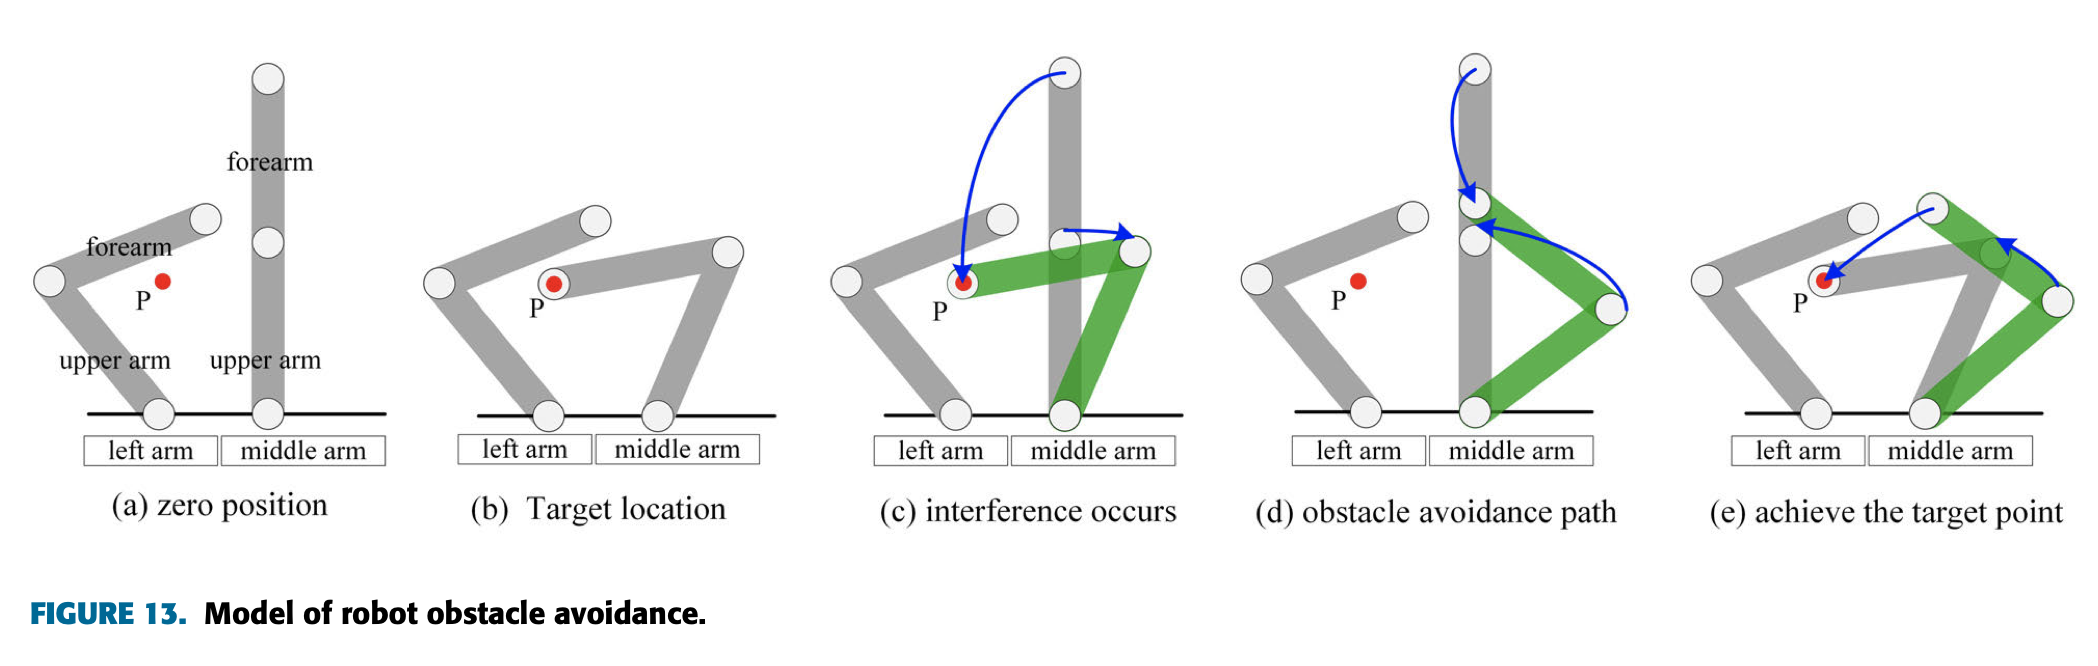 forearm
forearm
P
upper arm
upper arm
left arm
middle arm
(a) zero position
P
left arm
middle arm
(b) Target location
P
left arm
middle arm
(c) interference occurs
P
left arm
middle arm
(d) obstacle avoidance path
P
left arm
middle arm
(e) achieve the target point
FIGURE 13. Model of robot obstacle avoidance.